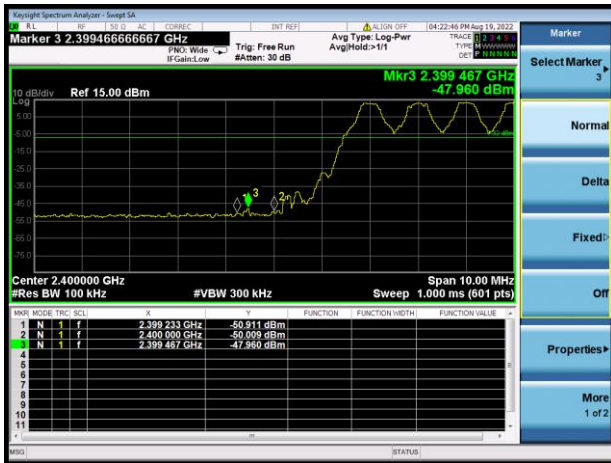 Keysight Spectrum Analyzer - Swept SA
RL RF 50 Ω AC CORREC INT REF ALIGN OFF 04:22:46 PM Aug 19, 2022
Marker 3 2.399466666667 GHz
PNO: Wide
IFGain:Low
Trig: Free Run
#Atten: 30 dB
Avg Type: Log-Pwr
Avg|Hold:>1/1
TRACE 1 2 3 4 5 6
TYPE M WWWWW
DET P N N N N N
Mkr3 2.399 467 GHz
-47.960 dBm
10 dB/div Ref 15.00 dBm
Log
5.00
-5.00
-15.0
-25.0
-35.0
-45.0
-55.0
-65.0
-75.0
3
2
Center 2.400000 GHz
Span 10.00 MHz
#Res BW 100 kHz
#VBW 300 kHz
Sweep 1.000 ms (601 pts)
MKR MODE TRC SCL X Y FUNCTION FUNCTION WIDTH FUNCTION VALUE
1 N 1 f 2.399 233 GHz -50.911 dBm
2 N 1 f 2.400 000 GHz -50.009 dBm
3 N 1 f 2.399 467 GHz -47.960 dBm
4
5
6
7
8
9
10
11
MSG
STATUS
Marker
Select Marker
3
Normal
Delta
Fixed
Off
Properties
More
1 of 2